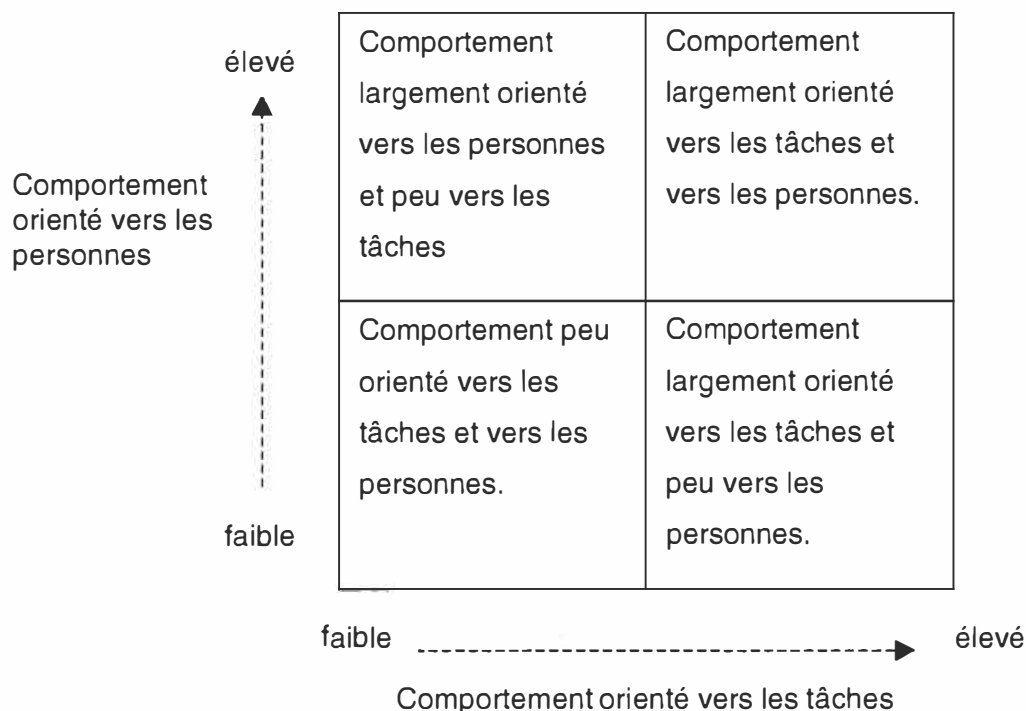 élevé
Comportement
orienté vers les
personnes
faible
Comportement
largement orienté
vers les personnes
et peu vers les
tâches
Comportement
largement orienté
vers les tâches et
vers les personnes.
Comportement peu
orienté vers les
tâches et vers les
personnes.
Comportement
largement orienté
vers les tâches et
peu vers les
personnes.
faible
élevé
Comportement orienté vers les tâches